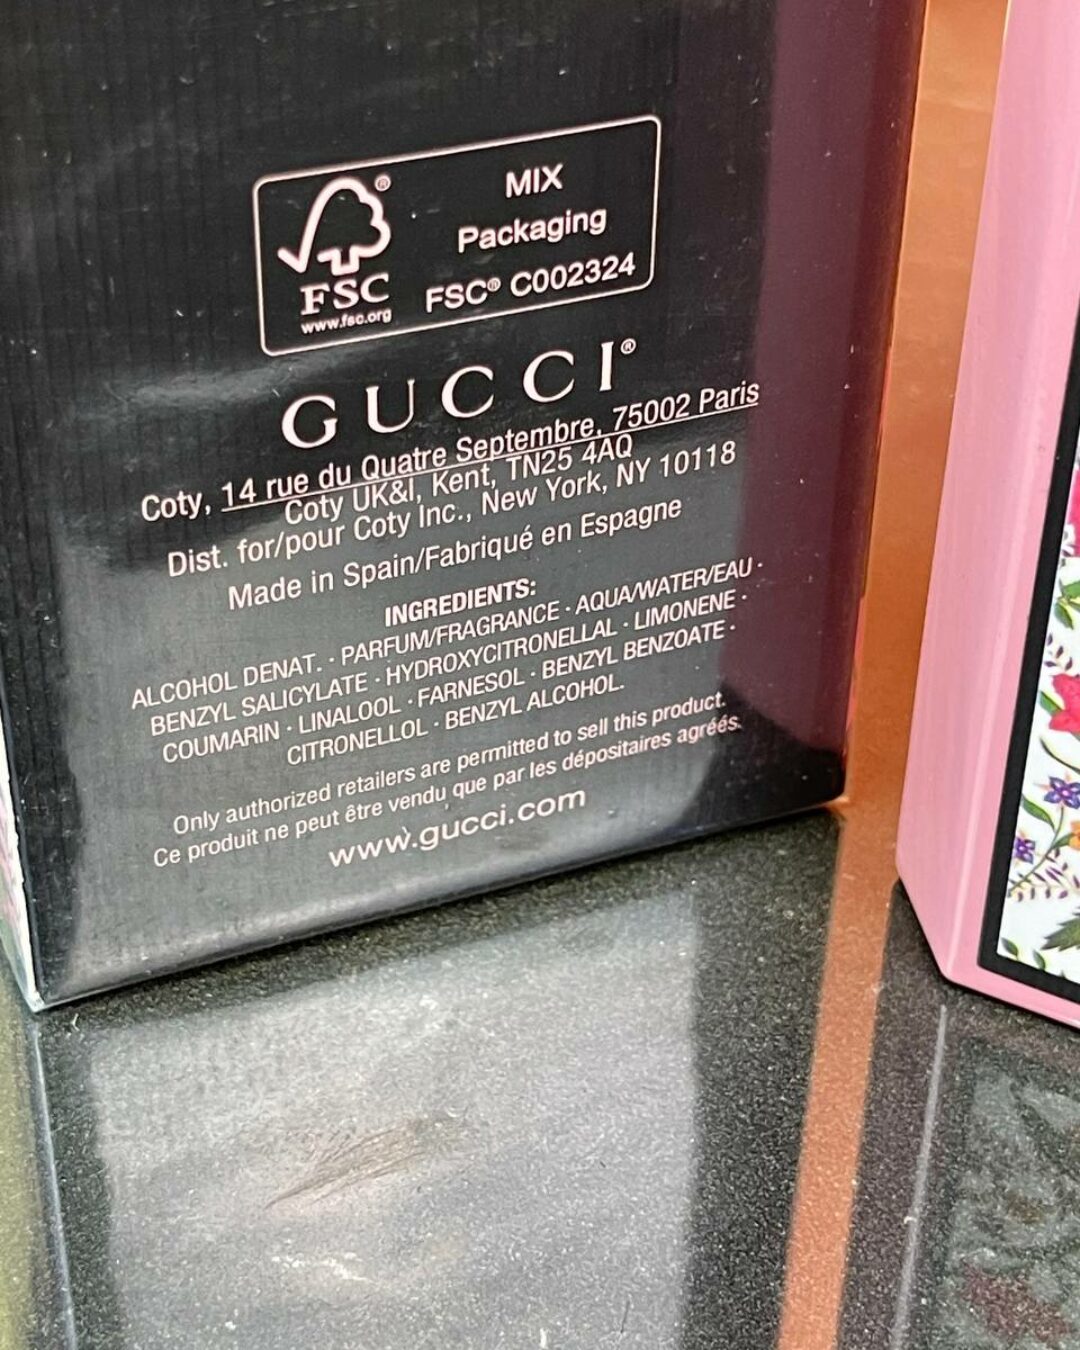 MIX
Packaging
FSC® C002324
FSC
www.fsc.org
GUCCI®
Coty, 14 rue du Quatre Septembre, 75002 Paris
Coty UK&I, Kent, TN25 4AQ
Dist. for/pour Coty Inc., New York, NY 10118
Made in Spain/Fabriqué en Espagne
INGREDIENTS:
ALCOHOL DENAT. · PARFUM/FRAGRANCE · AQUA/WATER/EAU ·
BENZYL SALICYLATE · HYDROXYCITRONELLAL · LIMONENE ·
COUMARIN · LINALOOL · FARNESOL · BENZYL BENZOATE ·
CITRONELLOL · BENZYL ALCOHOL.
Only authorized retailers are permitted to sell this product.
Ce produit ne peut être vendu que par les dépositaires agréés.
www.gucci.com